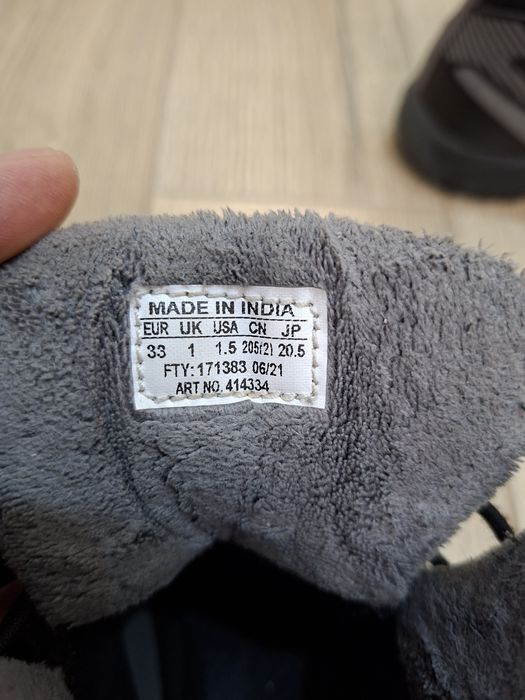 MADE IN INDIA
EUR UK USA CN JP
33 1 1.5 205(2) 20.5
FTY: 171383 06/21
ART NO. 414334